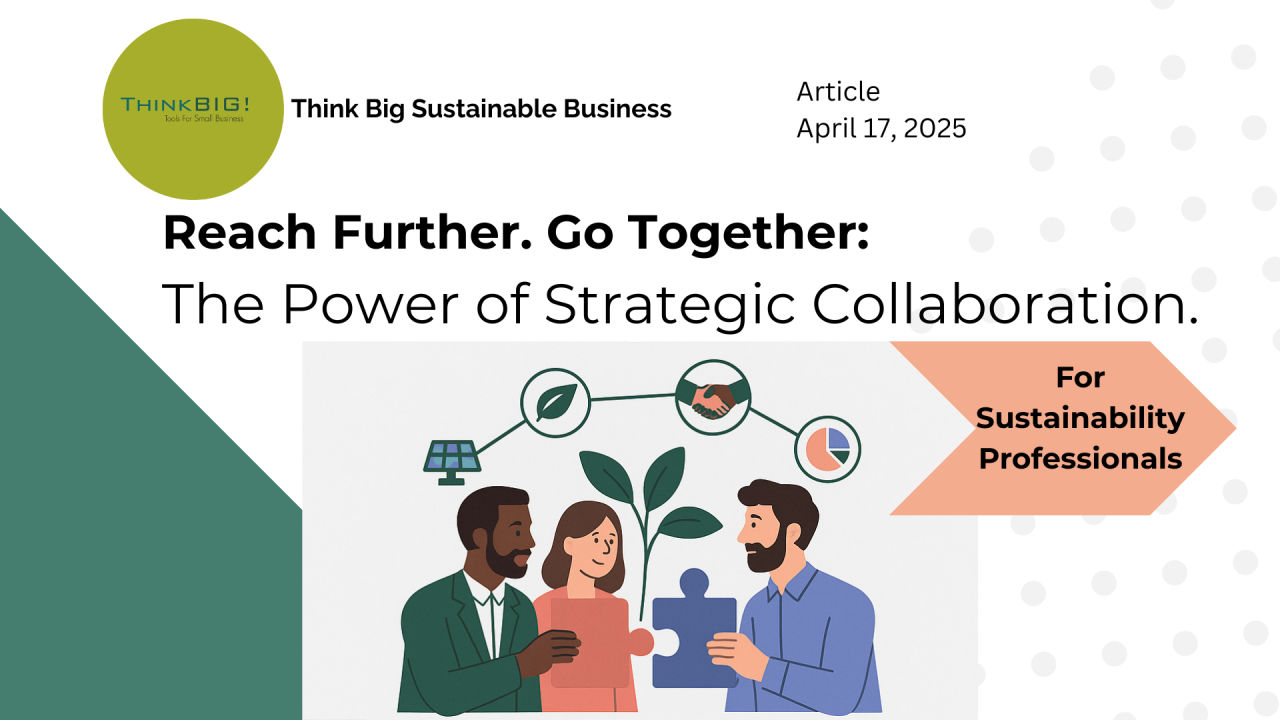 THINKBIG!
Tools For Small Business
Think Big Sustainable Business
Article
April 17, 2025
Reach Further. Go Together:
The Power of Strategic Collaboration.
For
Sustainability
Professionals